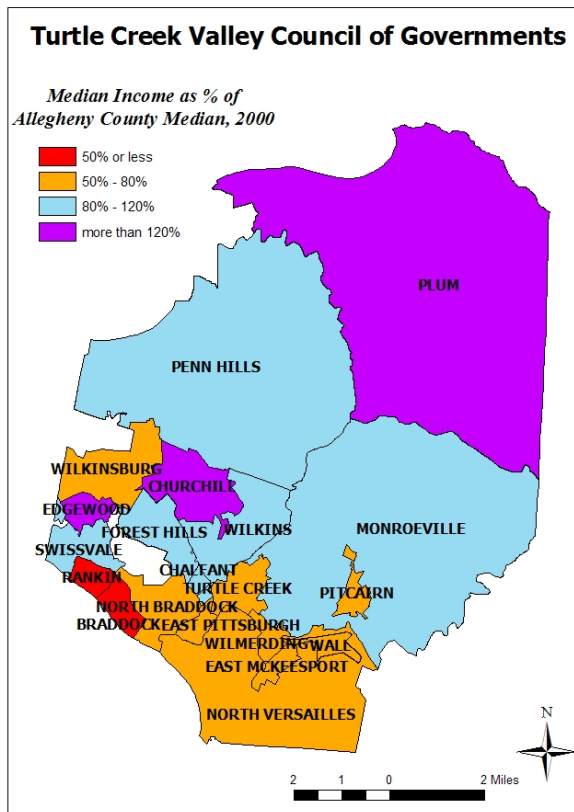 Turtle Creek Valley Council of Governments
Median Income as % of
Allegheny County Median, 2000
50% or less
50% - 80%
80% - 120%
more than 120%
PLUM
PENN HILLS
WILKINSBURG
CHURCHILL
EDGEWOOD
FOREST HILLS
WILKINS
MONROEVILLE
SWISSVALE
CHALFANT
RANKIN
TURTLE CREEK
PITCAIRN
NORTH BRADDOCK
BRADDOCK
EAST PITTSBURGH
WILMERDING
WALL
EAST MCKEESPORT
NORTH VERSAILLES
N
2 1 0 2 Miles